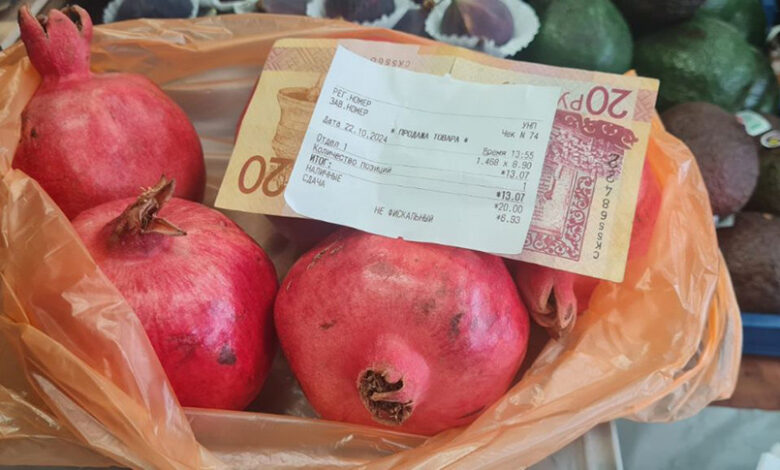 20РУ
20
СК5566842
РЕГ.НОМЕР
ЗАВ.НОМЕР УНП
Дата 22.10.2024 Чек N 74
* ПРОДАЖА ТОВАРА *
Время 13:55
Отдел 1 1.468 x 8.90
*13.07
Количество позиций 1
ИТОГ: *13.07
НАЛИЧНЫЕ *20.00
СДАЧА *6.93
НЕ ФИСКАЛЬНЫЙ